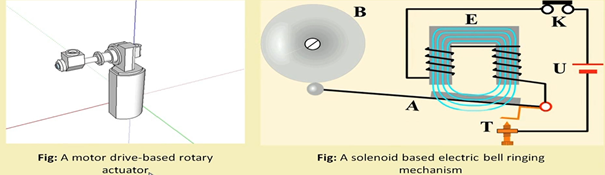 B
E
K
U
A
T
Fig: A motor drive-based rotary
actuator
Fig: A solenoid based electric bell ringing
mechanism